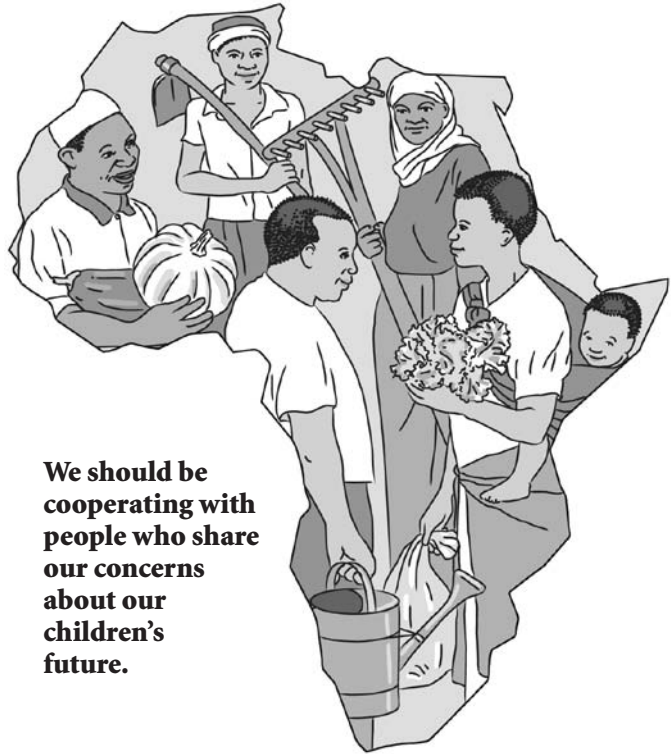 We should be
cooperating with
people who share
our concerns
about our
children’s
future.